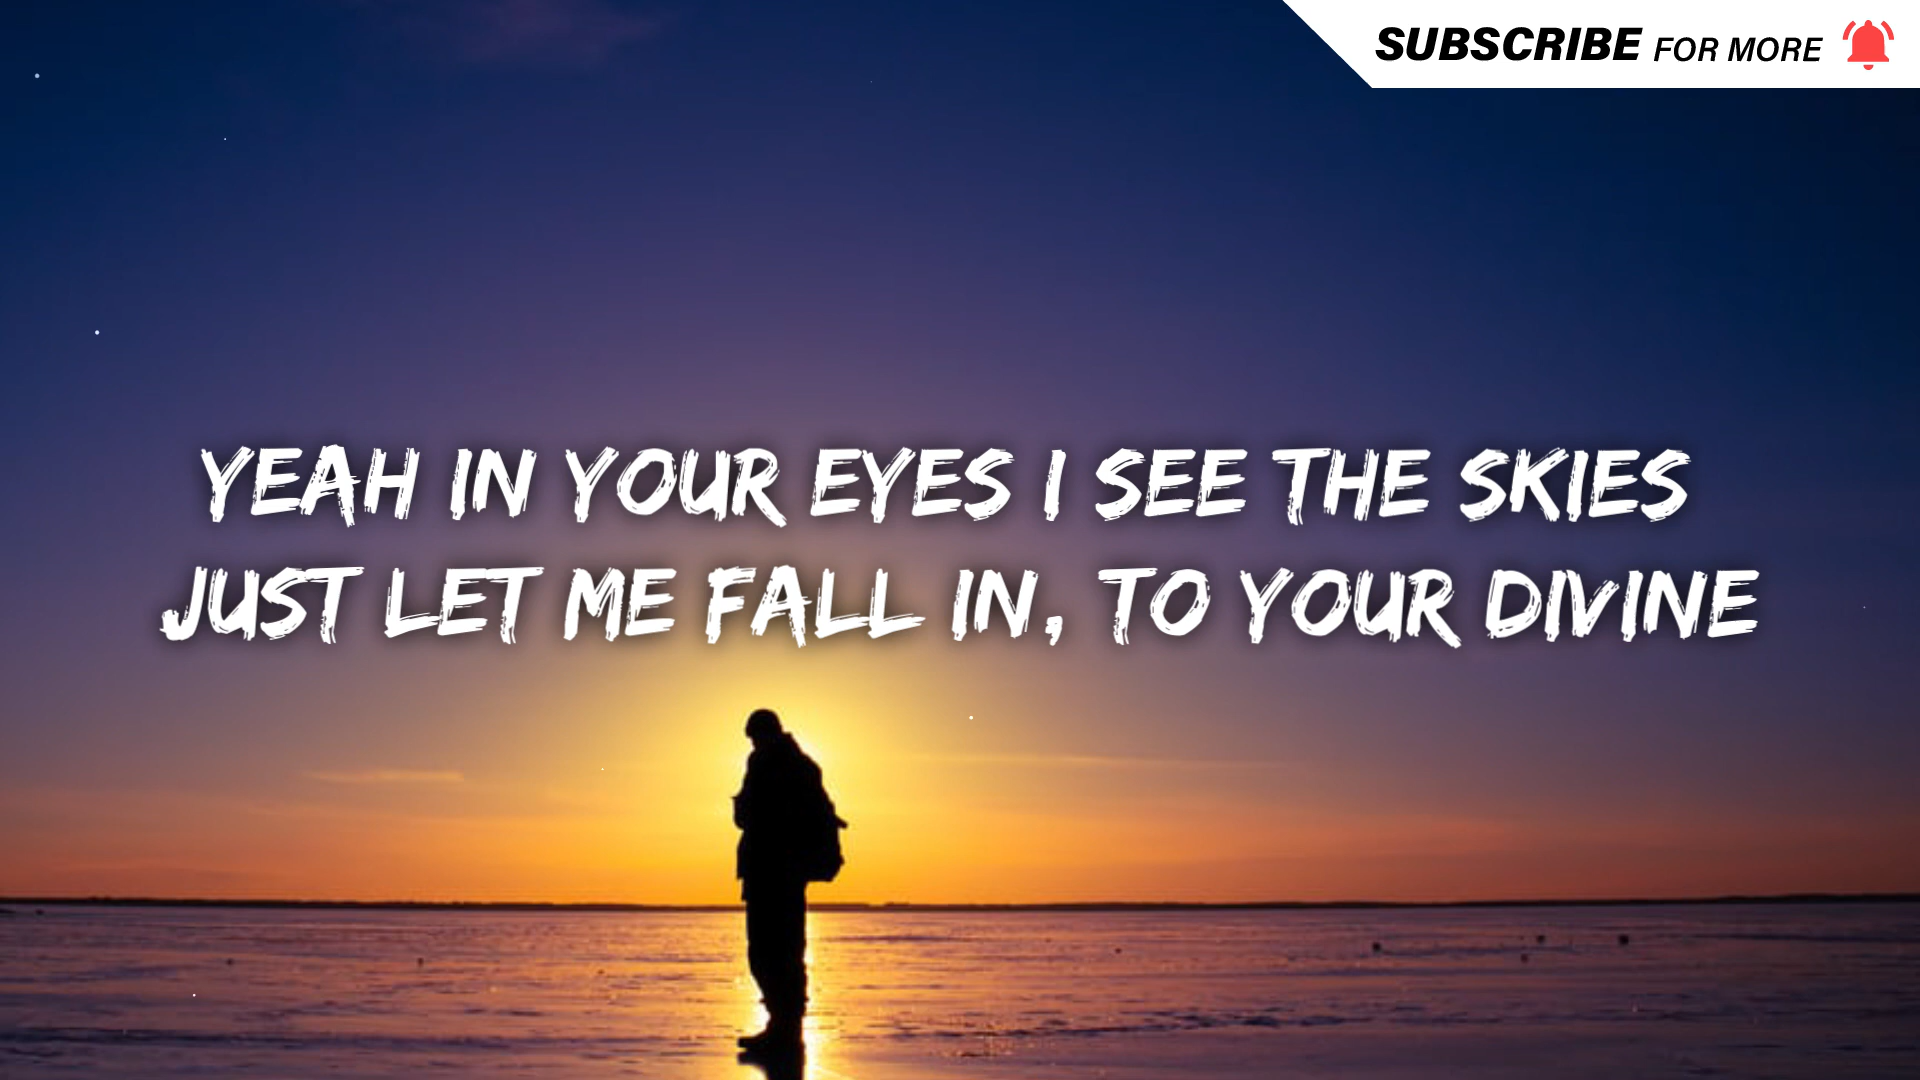 SUBSCRIBE FOR MORE
YEAH IN YOUR EYES I SEE THE SKIES
JUST LET ME FALL IN, TO YOUR DIVINE